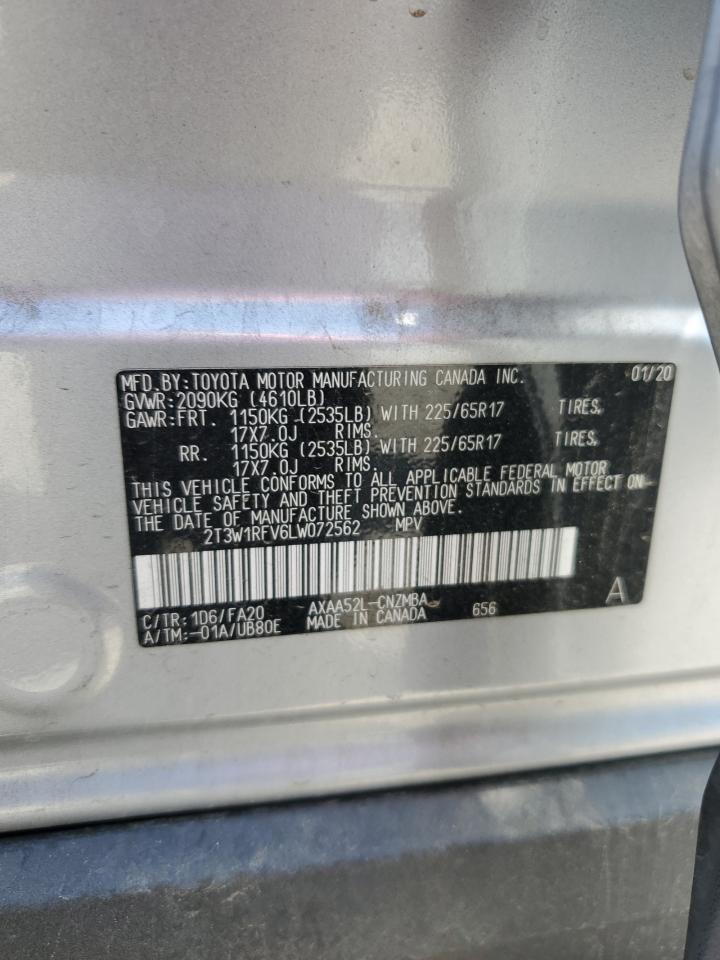 MFD.BY:TOYOTA MOTOR MANUFACTURING CANADA INC. 01/20
GVWR:2090KG (4610LB)
GAWR:FRT. 1150KG (2535LB) WITH 225/65R17 TIRES,
17X7.0J RIMS.
RR. 1150KG (2535LB) WITH 225/65R17 TIRES,
17X7.0J RIMS.
THIS VEHICLE CONFORMS TO ALL APPLICABLE FEDERAL MOTOR
VEHICLE SAFETY AND THEFT PREVENTION STANDARDS IN EFFECT ON
THE DATE OF MANUFACTURE SHOWN ABOVE.
2T3W1RFV6LW072562 MPV
C/TR:1D6/FA20 AXAA52L-CNZMBA 656 A
A/TM:-01A/UB80E MADE IN CANADA